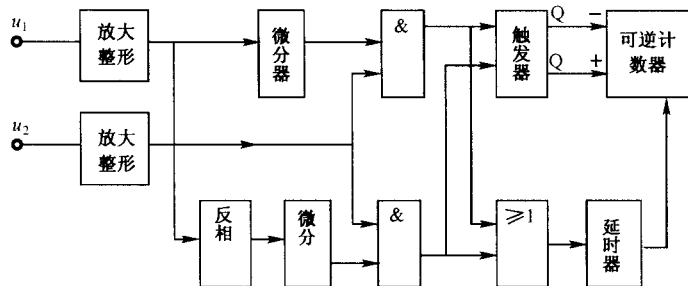 u₁
放大
整形
微
分
器
&
触
发
器
Q
−
Q
+
可逆计
数器
u₂
放大
整形
反
相
微
分
&
≥1
延
时
器